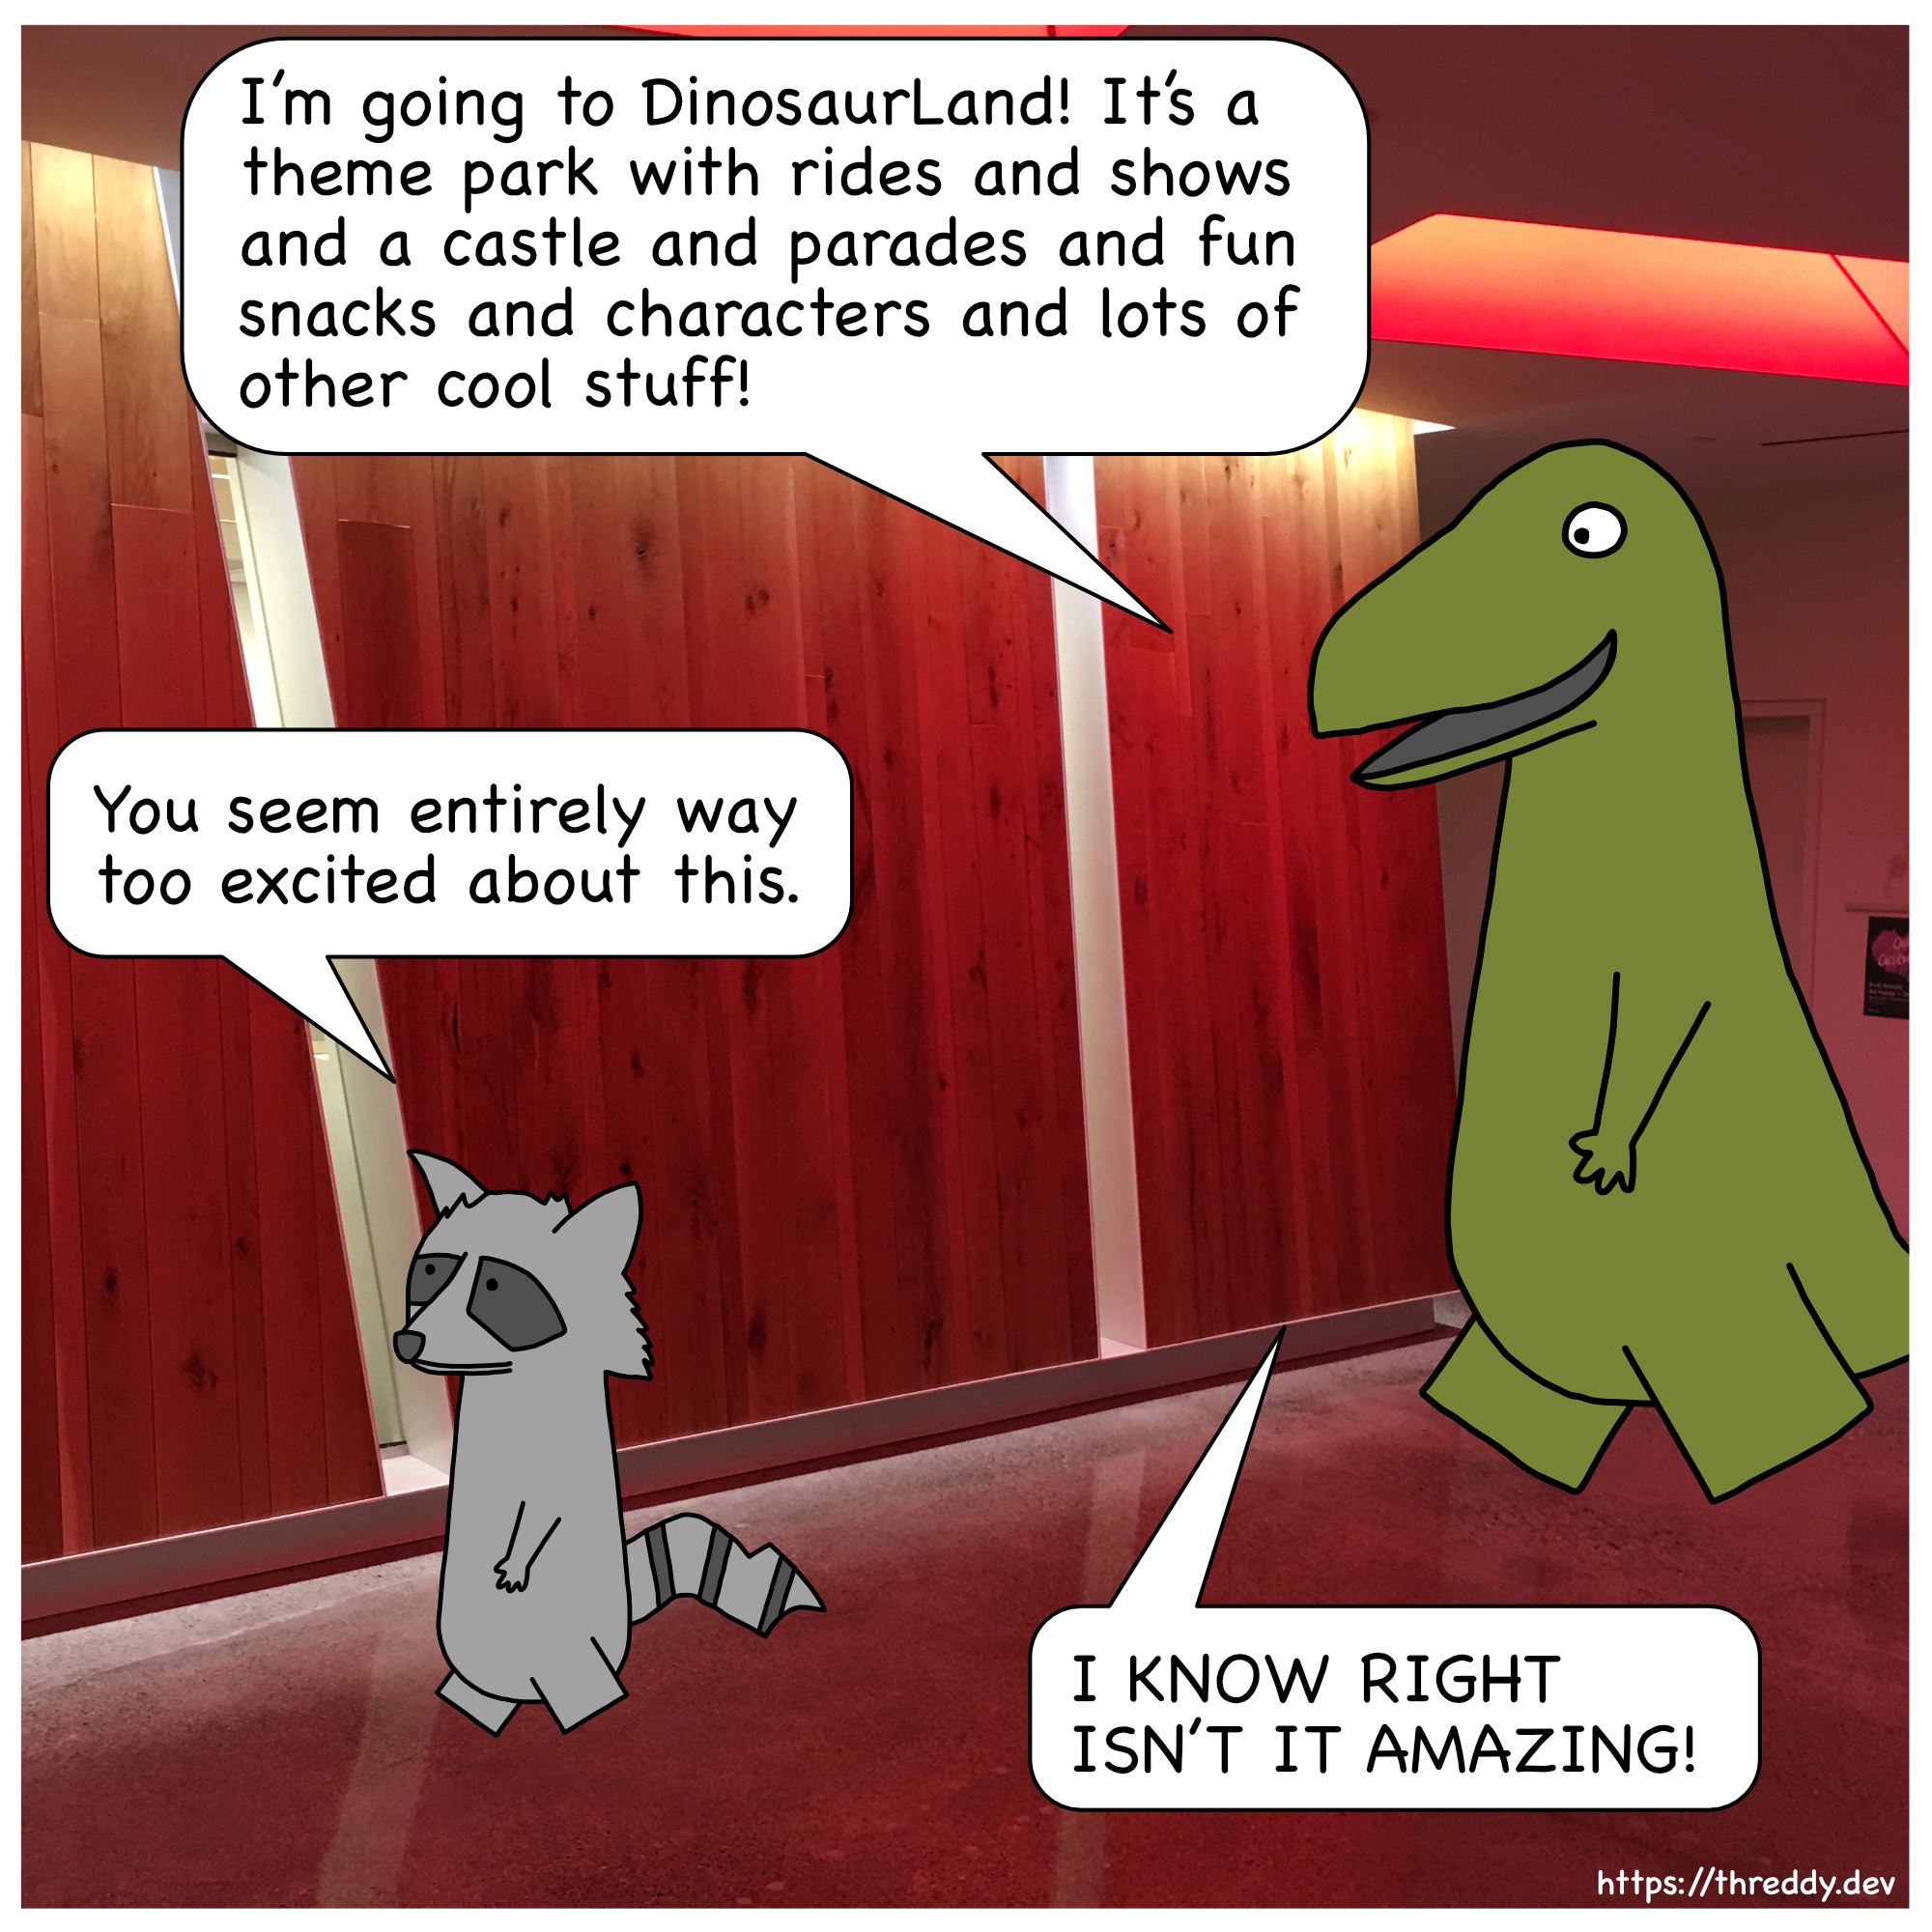 I'm going to DinosaurLand! It's a
theme park with rides and shows
and a castle and parades and fun
snacks and characters and lots of
other cool stuff!
You seem entirely way
too excited about this.
I KNOW RIGHT
ISN'T IT AMAZING!
https://threddy.dev